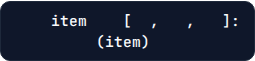 item [ , , ]:
(item)